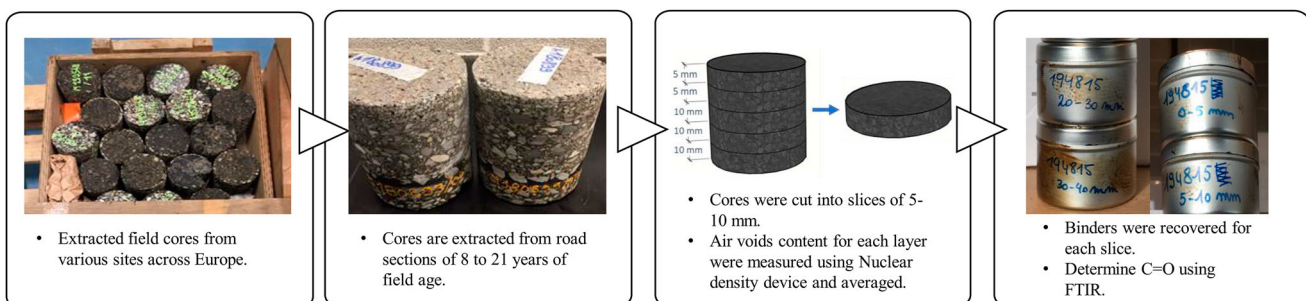 • Extracted field cores from
various sites across Europe.
• Cores are extracted from road
sections of 8 to 21 years of
field age.
5 mm
5 mm
10 mm
10 mm
10 mm
• Cores were cut into slices of 5-
10 mm.
• Air voids content for each layer
were measured using Nuclear
density device and averaged.
194815
20-30 mm
194815
30-40 mm
194815
0-5 mm
194815
5-10 mm
• Binders were recovered for
each slice.
• Determine C=O using
FTIR.